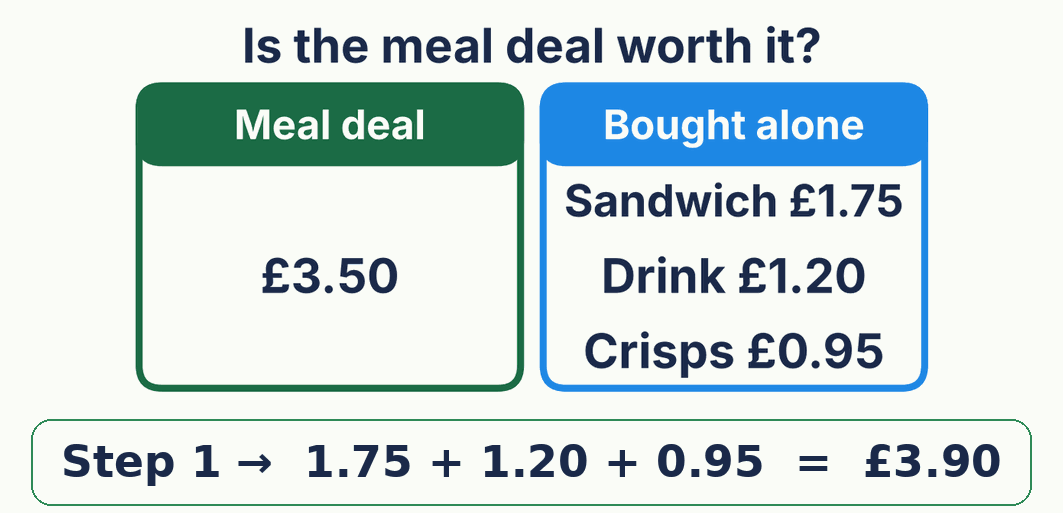 Is the meal deal worth it?
Meal deal
£3.50
Bought alone
Sandwich £1.75
Drink £1.20
Crisps £0.95
Step 1 → 1.75 + 1.20 + 0.95 = £3.90